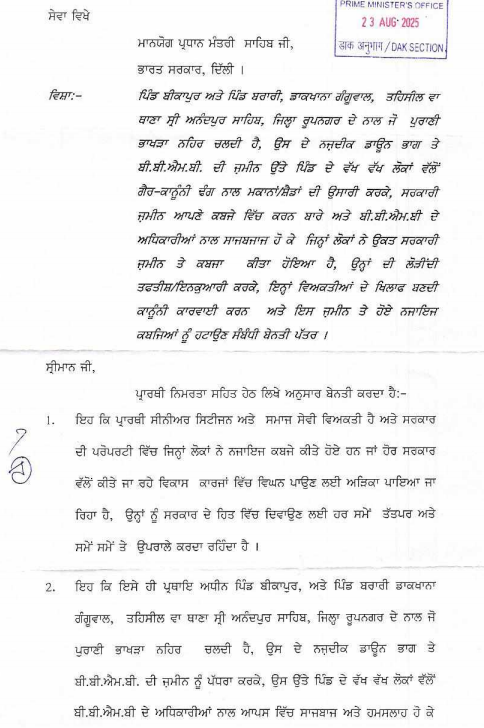 ਸੇਵਾ ਵਿਖੇ
PRIME MINISTER'S OFFICE
23 AUG 2025
डाक अनुभाग / DAK SECTION
ਮਾਨਯੋਗ ਪ੍ਰਧਾਨ ਮੰਤਰੀ ਸਾਹਿਬ ਜੀ,
ਭਾਰਤ ਸਰਕਾਰ, ਦਿੱਲੀ ।
ਵਿਸ਼ਾ:- ਪਿੰਡ ਬੀਕਾਪੁਰ ਅਤੇ ਪਿੰਡ ਬਰਾਰੀ, ਡਾਕਖਾਨਾ ਗੰਗੂਵਾਲ, ਤਹਿਸੀਲ ਵਾ
ਥਾਣਾ ਸ੍ਰੀ ਅਨੰਦਪੁਰ ਸਾਹਿਬ, ਜਿਲ੍ਹਾ ਰੂਪਨਗਰ ਦੇ ਨਾਲ ਜੋ ਪੁਰਾਣੀ
ਭਾਖੜਾ ਨਹਿਰ ਚਲਦੀ ਹੈ, ਉਸ ਦੇ ਨਜ਼ਦੀਕ ਡਾਊਨ ਭਾਗ ਤੇ
ਬੀ.ਬੀ.ਐਮ.ਬੀ. ਦੀ ਜ਼ਮੀਨ ਉੱਤੇ ਪਿੰਡ ਦੇ ਵੱਖ ਵੱਖ ਲੋਕਾਂ ਵੱਲੋਂ
ਗੈਰ-ਕਾਨੂੰਨੀ ਢੰਗ ਨਾਲ ਮਕਾਨਾਂ/ਸ਼ੈਡਾਂ ਦੀ ਉਸਾਰੀ ਕਰਕੇ, ਸਰਕਾਰੀ
ਜ਼ਮੀਨ ਆਪਣੇ ਕਬਜੇ ਵਿੱਚ ਕਰਨ ਬਾਰੇ ਅਤੇ ਬੀ.ਬੀ.ਐਮ.ਬੀ ਦੇ
ਅਧਿਕਾਰੀਆਂ ਨਾਲ ਸਾਜਬਜਾਜ ਹੋ ਕੇ ਜਿਨ੍ਹਾਂ ਲੋਕਾਂ ਨੇ ਉਕਤ ਸਰਕਾਰੀ
ਜ਼ਮੀਨ ਤੇ ਕਬਜਾ ਕੀਤਾ ਹੋਇਆ ਹੈ, ਉਨ੍ਹਾਂ ਦੀ ਲੋੜੀਂਦੀ
ਤਫਤੀਸ਼/ਇਨਕੁਆਰੀ ਕਰਕੇ, ਇਨ੍ਹਾਂ ਵਿਅਕਤੀਆਂ ਦੇ ਖਿਲਾਫ ਬਣਦੀ
ਕਾਨੂੰਨੀ ਕਾਰਵਾਈ ਕਰਨ ਅਤੇ ਇਸ ਜ਼ਮੀਨ ਤੇ ਹੋਏ ਨਜਾਇਜ
ਕਬਜਿਆਂ ਨੂੰ ਹਟਾਉਣ ਸੰਬੰਧੀ ਬੇਨਤੀ ਪੱਤਰ ।
ਸ਼੍ਰੀਮਾਨ ਜੀ,
ਪ੍ਰਾਰਥੀ ਨਿਮਰਤਾ ਸਹਿਤ ਹੇਠ ਲਿਖੇ ਅਨੁਸਾਰ ਬੇਨਤੀ ਕਰਦਾ ਹੈ:-
1. ਇਹ ਕਿ ਪ੍ਰਾਰਥੀ ਸੀਨੀਅਰ ਸਿਟੀਜਨ ਅਤੇ ਸਮਾਜ ਸੇਵੀ ਵਿਅਕਤੀ ਹੈ ਅਤੇ ਸਰਕਾਰ
ਦੀ ਪਰੋਪਰਟੀ ਵਿੱਚ ਜਿਨ੍ਹਾਂ ਲੋਕਾਂ ਨੇ ਨਜਾਇਜ ਕਬਜੇ ਕੀਤੇ ਹੋਏ ਹਨ ਜਾਂ ਹੋਰ ਸਰਕਾਰ
ਵੱਲੋਂ ਕੀਤੇ ਜਾ ਰਹੇ ਵਿਕਾਸ ਕਾਰਜਾਂ ਵਿੱਚ ਵਿਘਨ ਪਾਉਣ ਲਈ ਅੜਿਕਾ ਪਾਇਆ ਜਾ
ਰਿਹਾ ਹੈ, ਉਨ੍ਹਾਂ ਨੂੰ ਸਰਕਾਰ ਦੇ ਹਿਤ ਵਿੱਚ ਦਿਵਾਉਣ ਲਈ ਹਰ ਸਮੇਂ ਤੱਤਪਰ ਅਤੇ
ਸਮੇਂ ਸਮੇਂ ਤੇ ਉਪਰਾਲੇ ਕਰਦਾ ਰਹਿੰਦਾ ਹੈ ।
2. ਇਹ ਕਿ ਇਸੇ ਹੀ ਪ੍ਰਥਾਇ ਅਧੀਨ ਪਿੰਡ ਬੀਕਾਪੁਰ, ਅਤੇ ਪਿੰਡ ਬਰਾਰੀ ਡਾਕਖਾਨਾ
ਗੰਗੂਵਾਲ, ਤਹਿਸੀਲ ਵਾ ਥਾਣਾ ਸ੍ਰੀ ਅਨੰਦਪੁਰ ਸਾਹਿਬ, ਜਿਲ੍ਹਾ ਰੂਪਨਗਰ ਦੇ ਨਾਲ ਜੋ
ਪੁਰਾਣੀ ਭਾਖੜਾ ਨਹਿਰ ਚਲਦੀ ਹੈ, ਉਸ ਦੇ ਨਜ਼ਦੀਕ ਡਾਊਨ ਭਾਗ ਤੇ
ਬੀ.ਬੀ.ਐਮ.ਬੀ. ਦੀ ਜ਼ਮੀਨ ਨੂੰ ਪੱਧਰਾ ਕਰਕੇ, ਉਸ ਉੱਤੇ ਪਿੰਡ ਦੇ ਵੱਖ ਵੱਖ ਲੋਕਾਂ ਵੱਲੋਂ
ਬੀ.ਬੀ.ਐਮ.ਬੀ ਦੇ ਅਧਿਕਾਰੀਆਂ ਨਾਲ ਆਪਸ ਵਿੱਚ ਸਾਜਬਾਜ ਅਤੇ ਹਮਸਲਾਹ ਹੋ ਕੇ